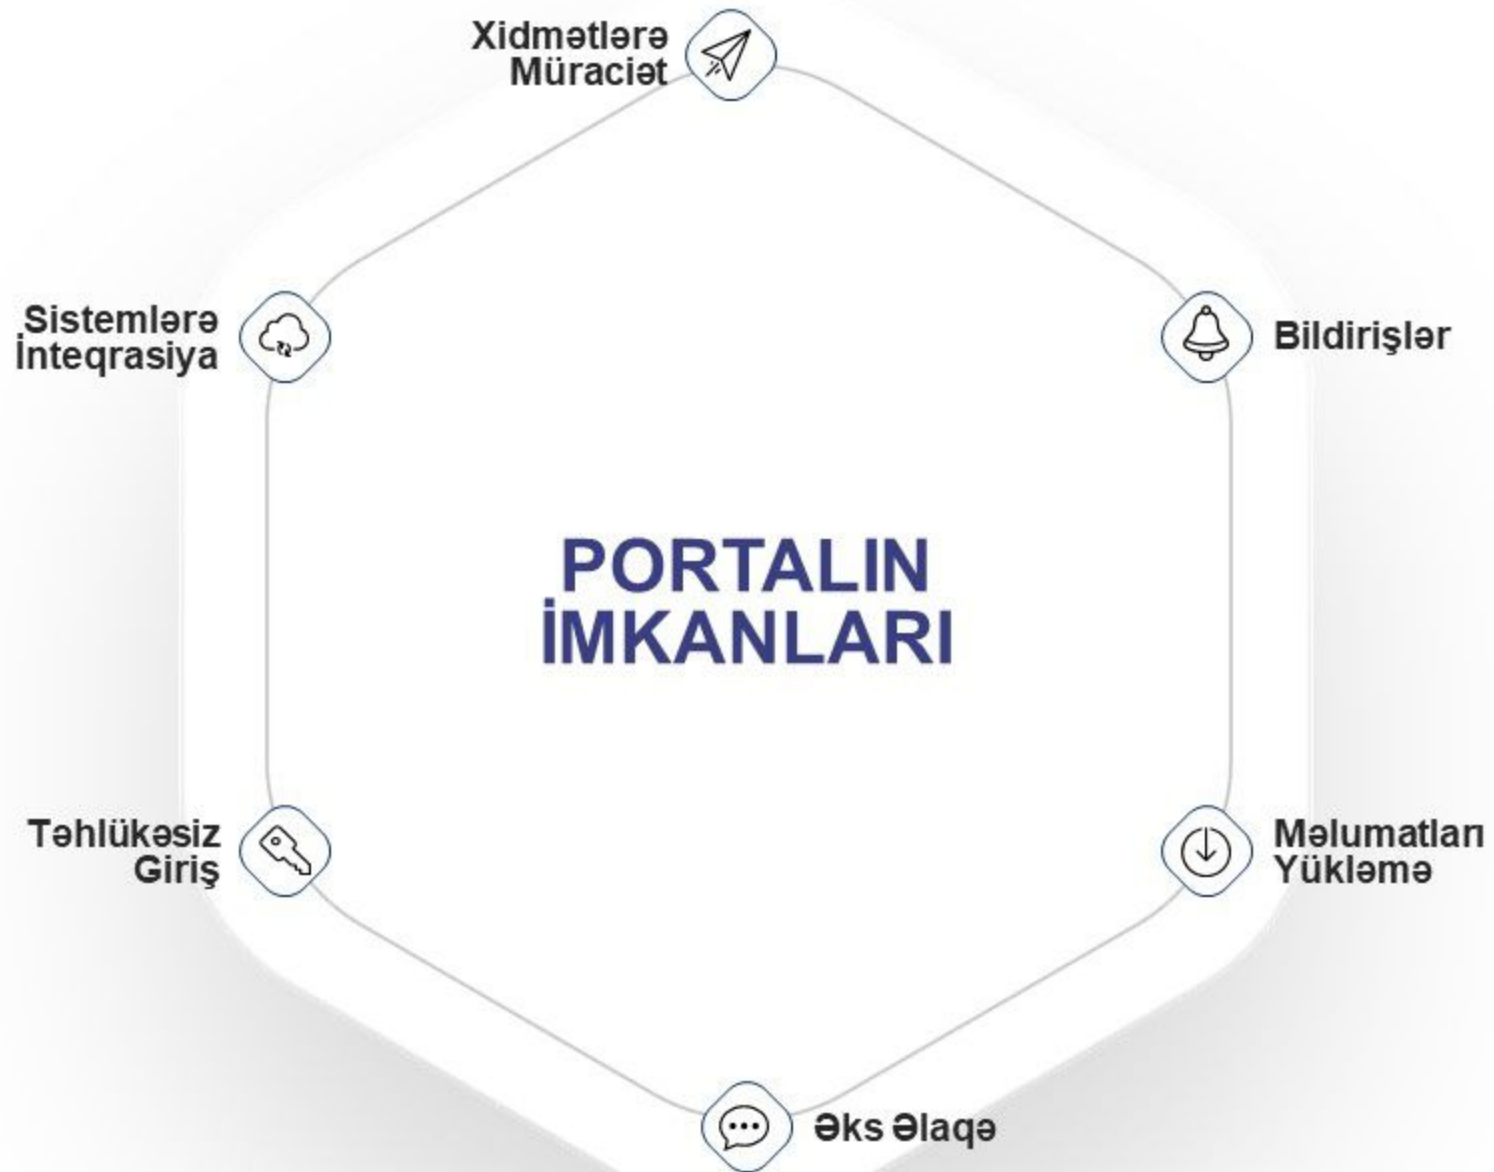 Xidmətlərə
Müraciət
Sistemlərə
İnteqrasiya
Bildirişlər
PORTALIN
İMKANLARI
Təhlükəsiz
Giriş
Məlumatları
Yükləmə
Əks Əlaqə